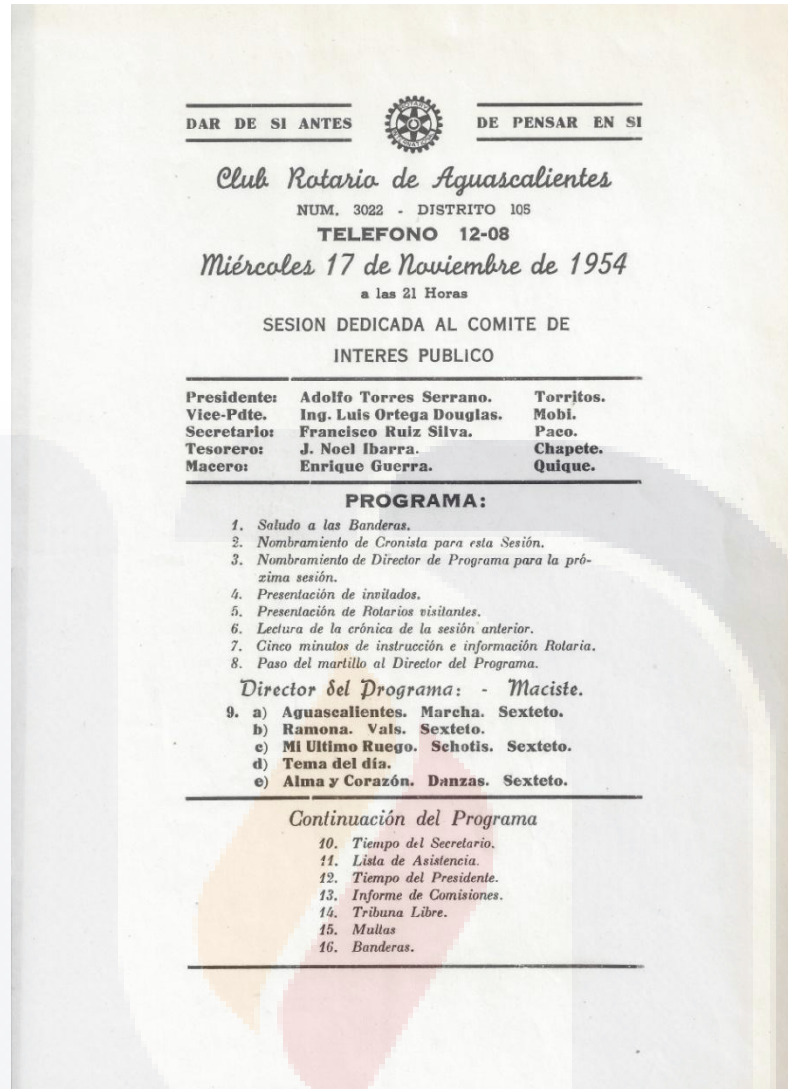 DAR DE SI ANTES
DE PENSAR EN SI
Club Rotario de Aguascalientes
NUM. 3022 - DISTRITO 105
TELEFONO 12-08
Miércoles 17 de Noviembre de 1954
a las 21 Horas
SESION DEDICADA AL COMITE DE
INTERES PUBLICO
Presidente: Adolfo Torres Serrano. Torritos.
Vice-Pdte. Ing. Luis Ortega Douglas. Mobi.
Secretario: Francisco Ruiz Silva. Paco.
Tesorero: J. Noel Ibarra. Chapete.
Macero: Enrique Guerra. Quique.
PROGRAMA:
1. Saludo a las Banderas.
2. Nombramiento de Cronista para esta Sesión.
3. Nombramiento de Director de Programa para la pró-
xima sesión.
4. Presentación de invitados.
5. Presentación de Rotarios visitantes.
6. Lectura de la crónica de la sesión anterior.
7. Cinco minutos de instrucción e información Rotaria.
8. Paso del martillo al Director del Programa.
Director del Programa: - Maciste.
9. a) Aguascalientes. Marcha. Sexteto.
b) Ramona. Vals. Sexteto.
c) Mi Ultimo Ruego. Schotis. Sexteto.
d) Tema del día.
e) Alma y Corazón. Danzas. Sexteto.
Continuación del Programa
10. Tiempo del Secretario.
11. Lista de Asistencia.
12. Tiempo del Presidente.
13. Informe de Comisiones.
14. Tribuna Libre.
15. Multas
16. Banderas.